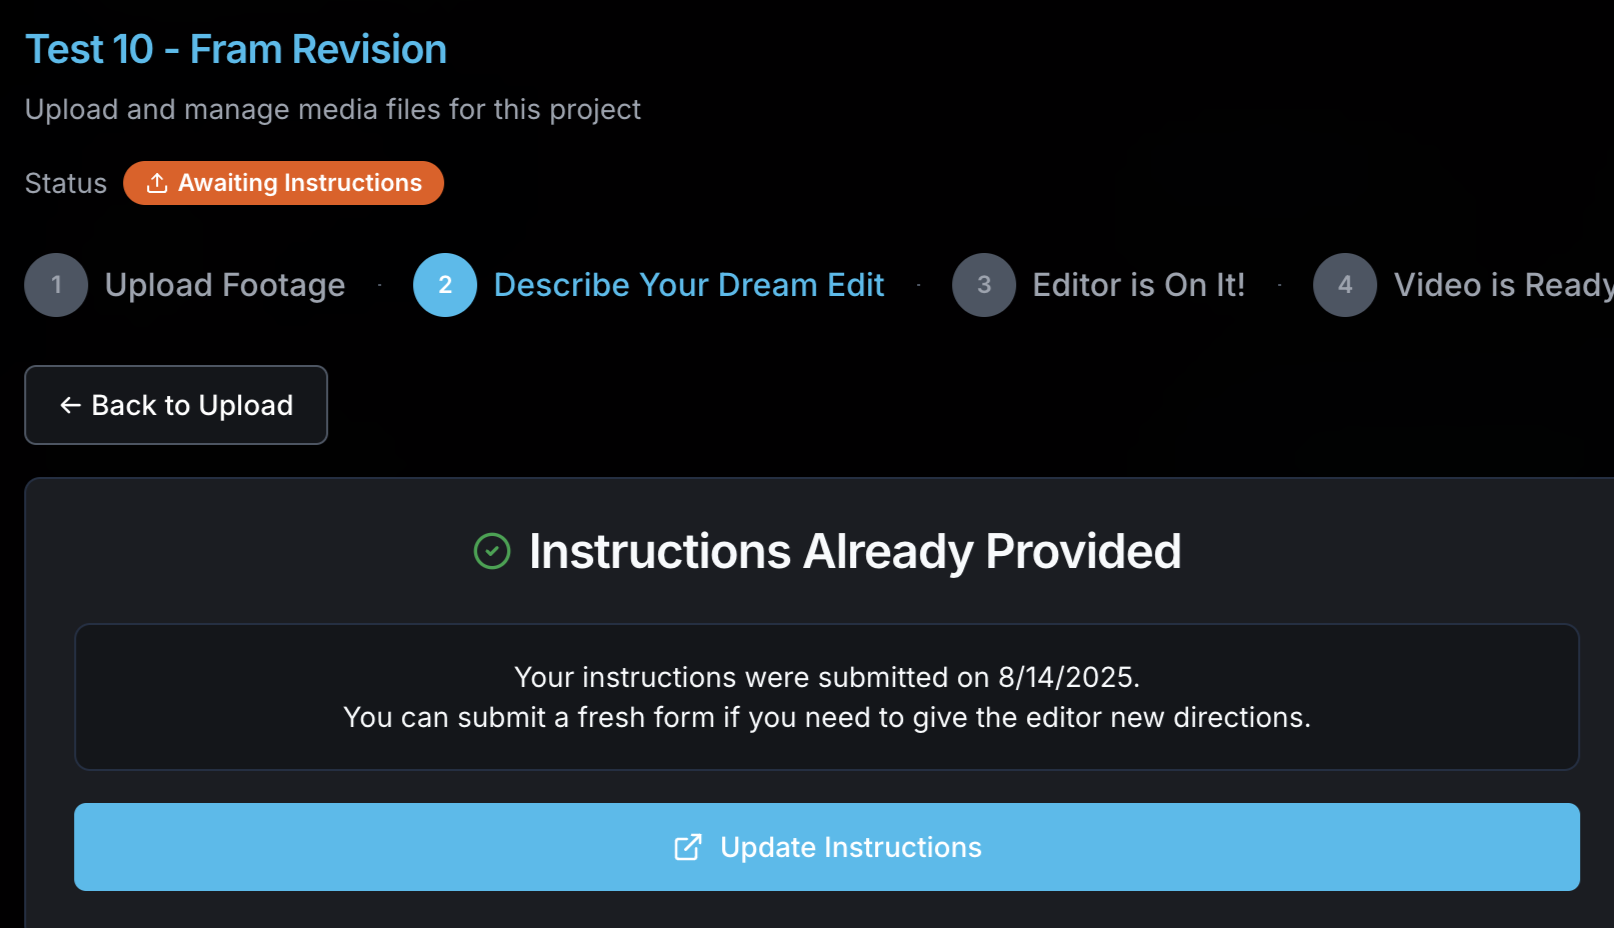 Test 10 - Fram Revision
Upload and manage media files for this project
Status Awaiting Instructions
1 Upload Footage · 2 Describe Your Dream Edit · 3 Editor is On It! · 4 Video is Ready
← Back to Upload
Instructions Already Provided
Your instructions were submitted on 8/14/2025.
You can submit a fresh form if you need to give the editor new directions.
Update Instructions